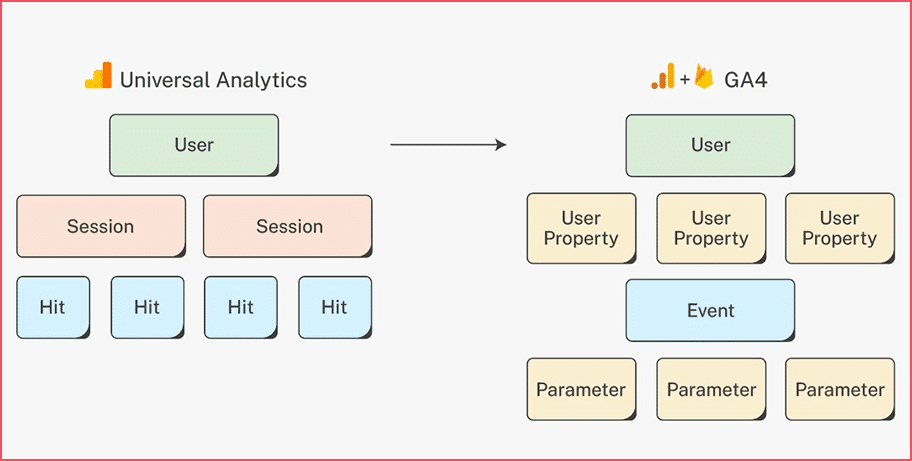 Universal Analytics
User
Session
Session
Hit
Hit
Hit
Hit
+ GA4
User
User
Property
User
Property
User
Property
Event
Parameter
Parameter
Parameter